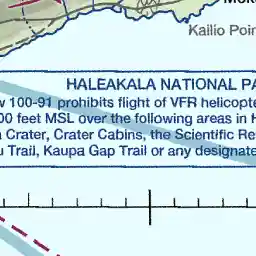 Kailio Poin
HALEAKALA NATIONAL PA
w 100-91 prohibits flight of VFR helicopte
00 feet MSL over the following areas in H
a Crater, Crater Cabins, the Scientific Re
u Trail, Kaupa Gap Trail or any designate